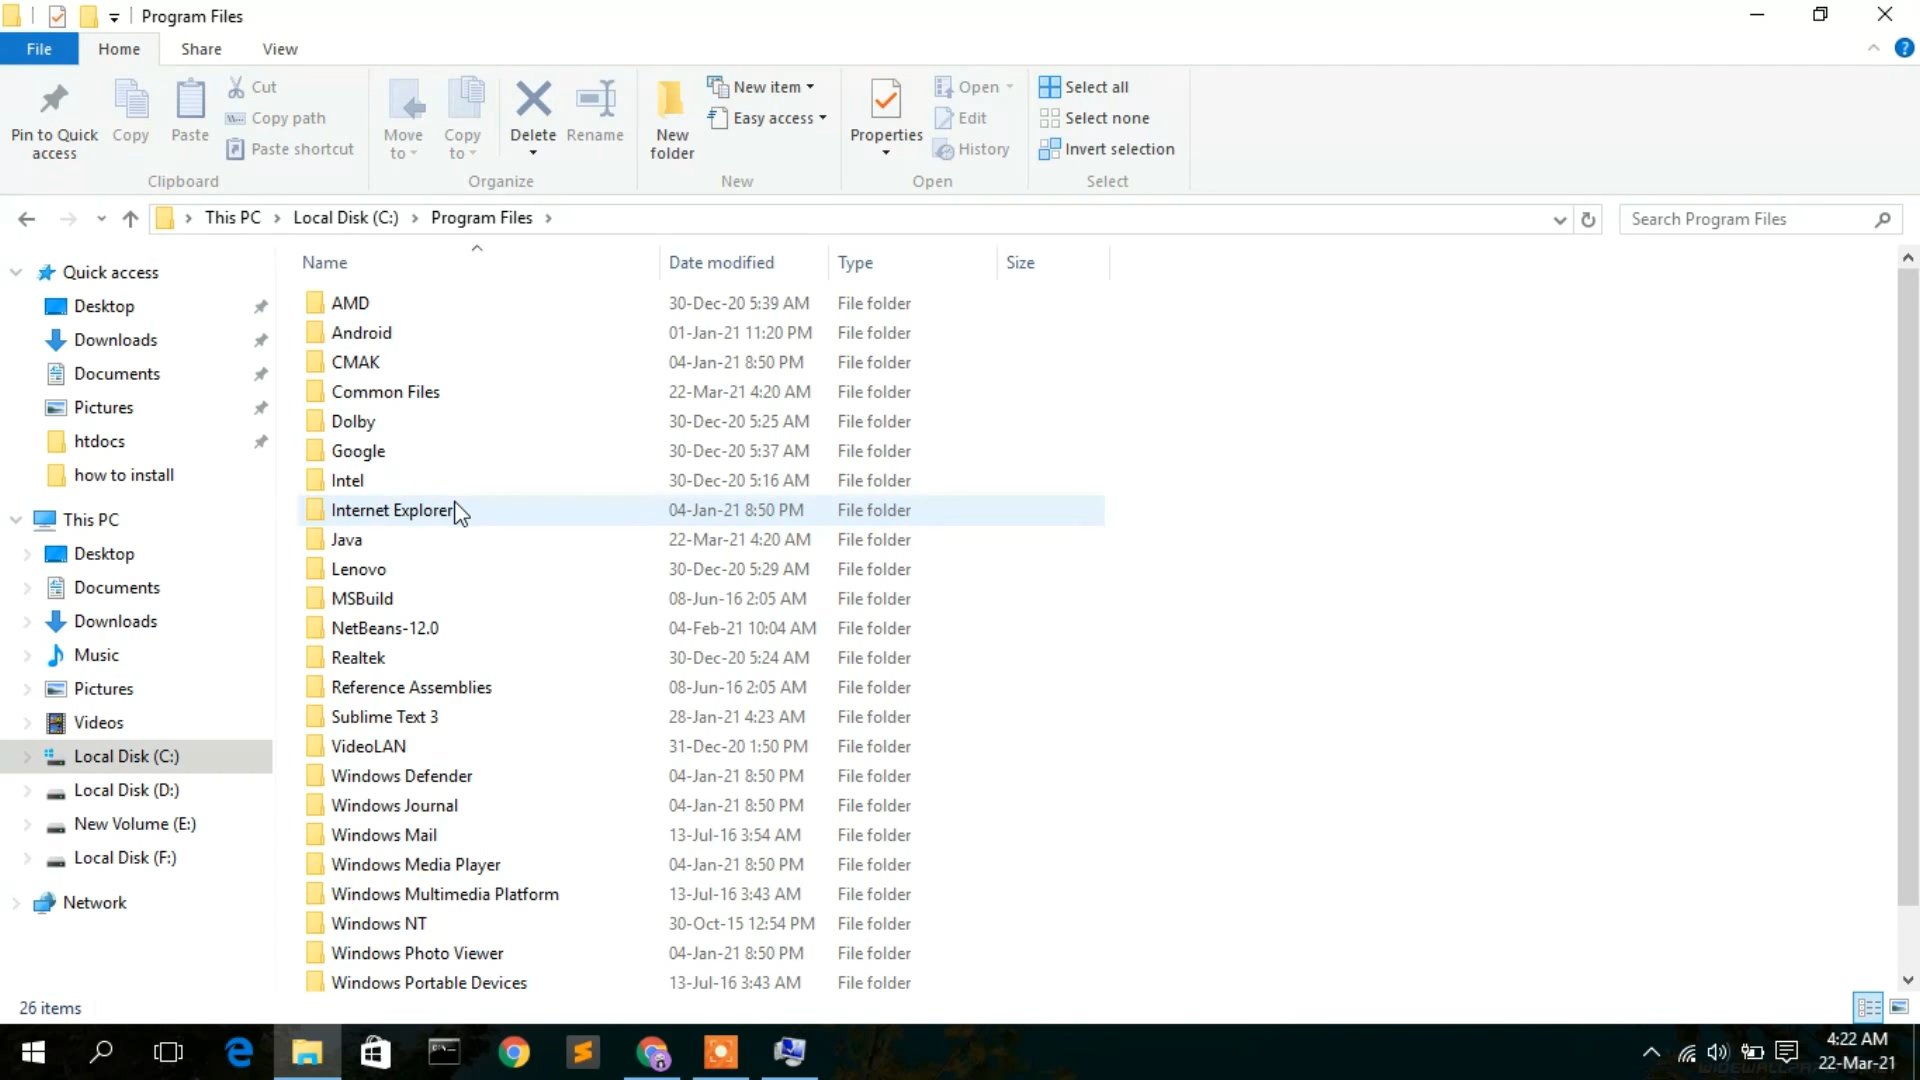 Program Files
File Home Share View
Pin to Quick access
Copy
Paste
Cut
Copy path
Paste shortcut
Clipboard
Move to
Copy to
Delete
Rename
Organize
New folder
New item
Easy access
New
Properties
Open
Edit
History
Open
Select all
Select none
Invert selection
Select
This PC > Local Disk (C:) > Program Files >
Search Program Files
Quick access
Desktop
Downloads
Documents
Pictures
htdocs
how to install
This PC
Desktop
Documents
Downloads
Music
Pictures
Videos
Local Disk (C:)
Local Disk (D:)
New Volume (E:)
Local Disk (F:)
Network
Name Date modified Type Size
AMD 30-Dec-20 5:39 AM File folder
Android 01-Jan-21 11:20 PM File folder
CMAK 04-Jan-21 8:50 PM File folder
Common Files 22-Mar-21 4:20 AM File folder
Dolby 30-Dec-20 5:25 AM File folder
Google 30-Dec-20 5:37 AM File folder
Intel 30-Dec-20 5:16 AM File folder
Internet Explorer 04-Jan-21 8:50 PM File folder
Java 22-Mar-21 4:20 AM File folder
Lenovo 30-Dec-20 5:29 AM File folder
MSBuild 08-Jun-16 2:05 AM File folder
NetBeans-12.0 04-Feb-21 10:04 AM File folder
Realtek 30-Dec-20 5:24 AM File folder
Reference Assemblies 08-Jun-16 2:05 AM File folder
Sublime Text 3 28-Jan-21 4:23 AM File folder
VideoLAN 31-Dec-20 1:50 PM File folder
Windows Defender 04-Jan-21 8:50 PM File folder
Windows Journal 04-Jan-21 8:50 PM File folder
Windows Mail 13-Jul-16 3:54 AM File folder
Windows Media Player 04-Jan-21 8:50 PM File folder
Windows Multimedia Platform 13-Jul-16 3:43 AM File folder
Windows NT 30-Oct-15 12:54 PM File folder
Windows Photo Viewer 04-Jan-21 8:50 PM File folder
Windows Portable Devices 13-Jul-16 3:43 AM File folder
26 items
4:22 AM
22-Mar-21